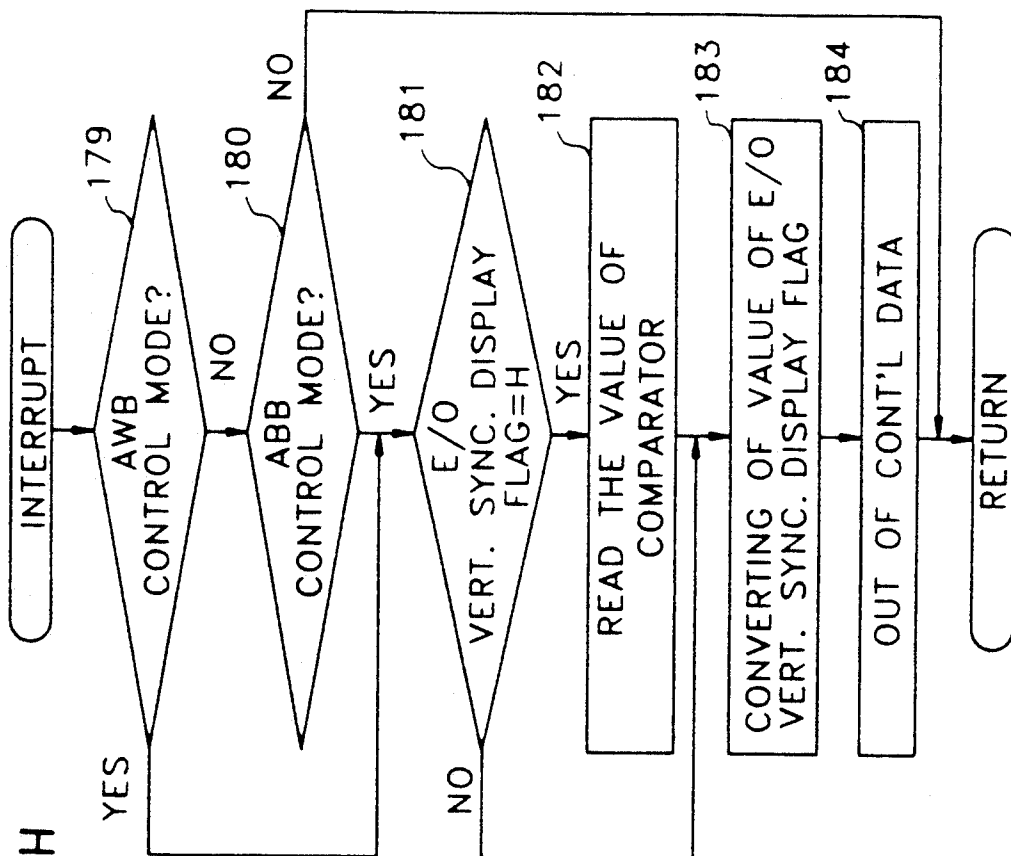 H
INTERRUPT
179
AWB
CONTROL MODE?
YES
NO
180
ABB
CONTROL MODE?
NO
YES
181
E/O
VERT. SYNC. DISPLAY
FLAG=H
NO
YES
182
READ THE VALUE OF
COMPARATOR
183
CONVERTING OF VALUE OF E/O
VERT. SYNC. DISPLAY FLAG
184
OUT OF CONT'L DATA
RETURN